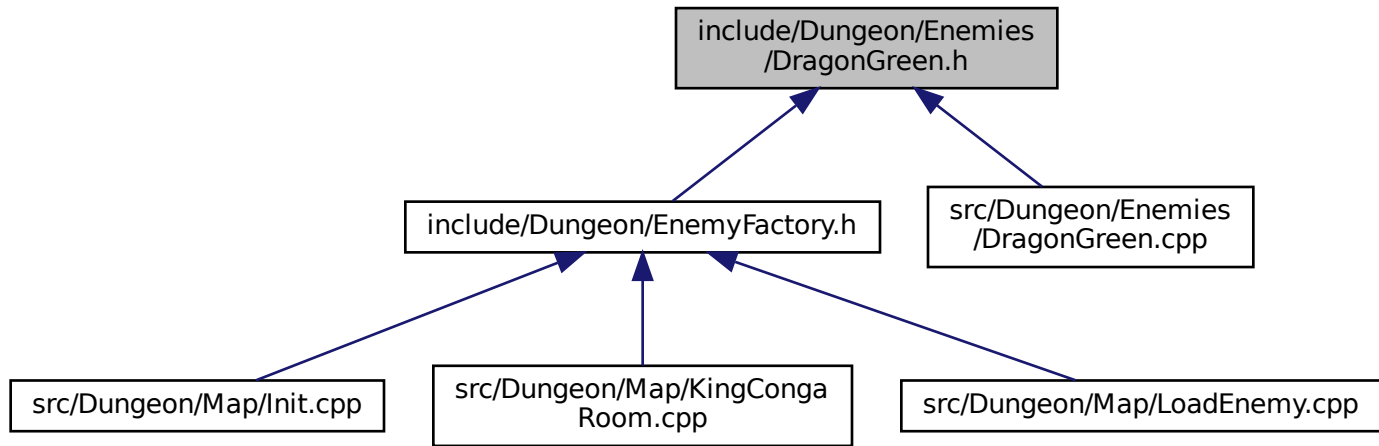 include/Dungeon/Enemies
/DragonGreen.h
include/Dungeon/EnemyFactory.h
src/Dungeon/Enemies
/DragonGreen.cpp
src/Dungeon/Map/Init.cpp
src/Dungeon/Map/KingConga
Room.cpp
src/Dungeon/Map/LoadEnemy.cpp